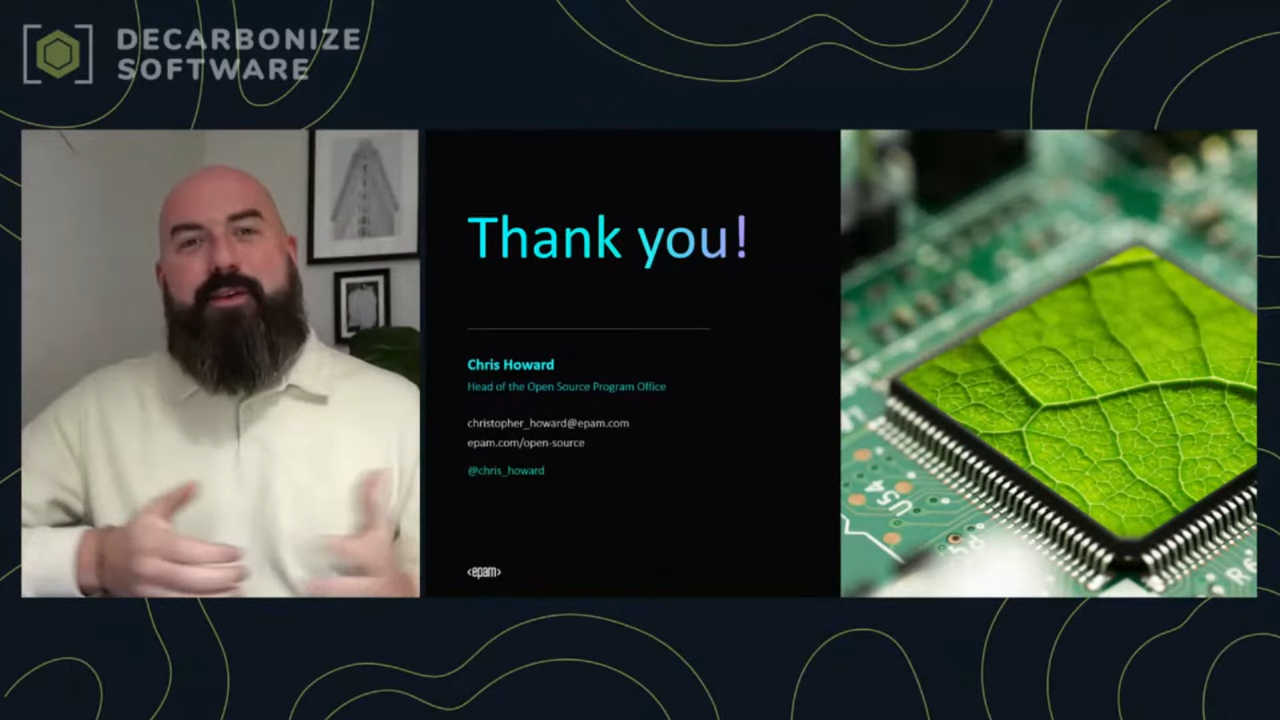 DECARBONIZE
SOFTWARE
Thank you!
Chris Howard
Head of the Open Source Program Office
christopher_howard@epam.com
epam.com/open-source
@chris_howard
<epam>
U54